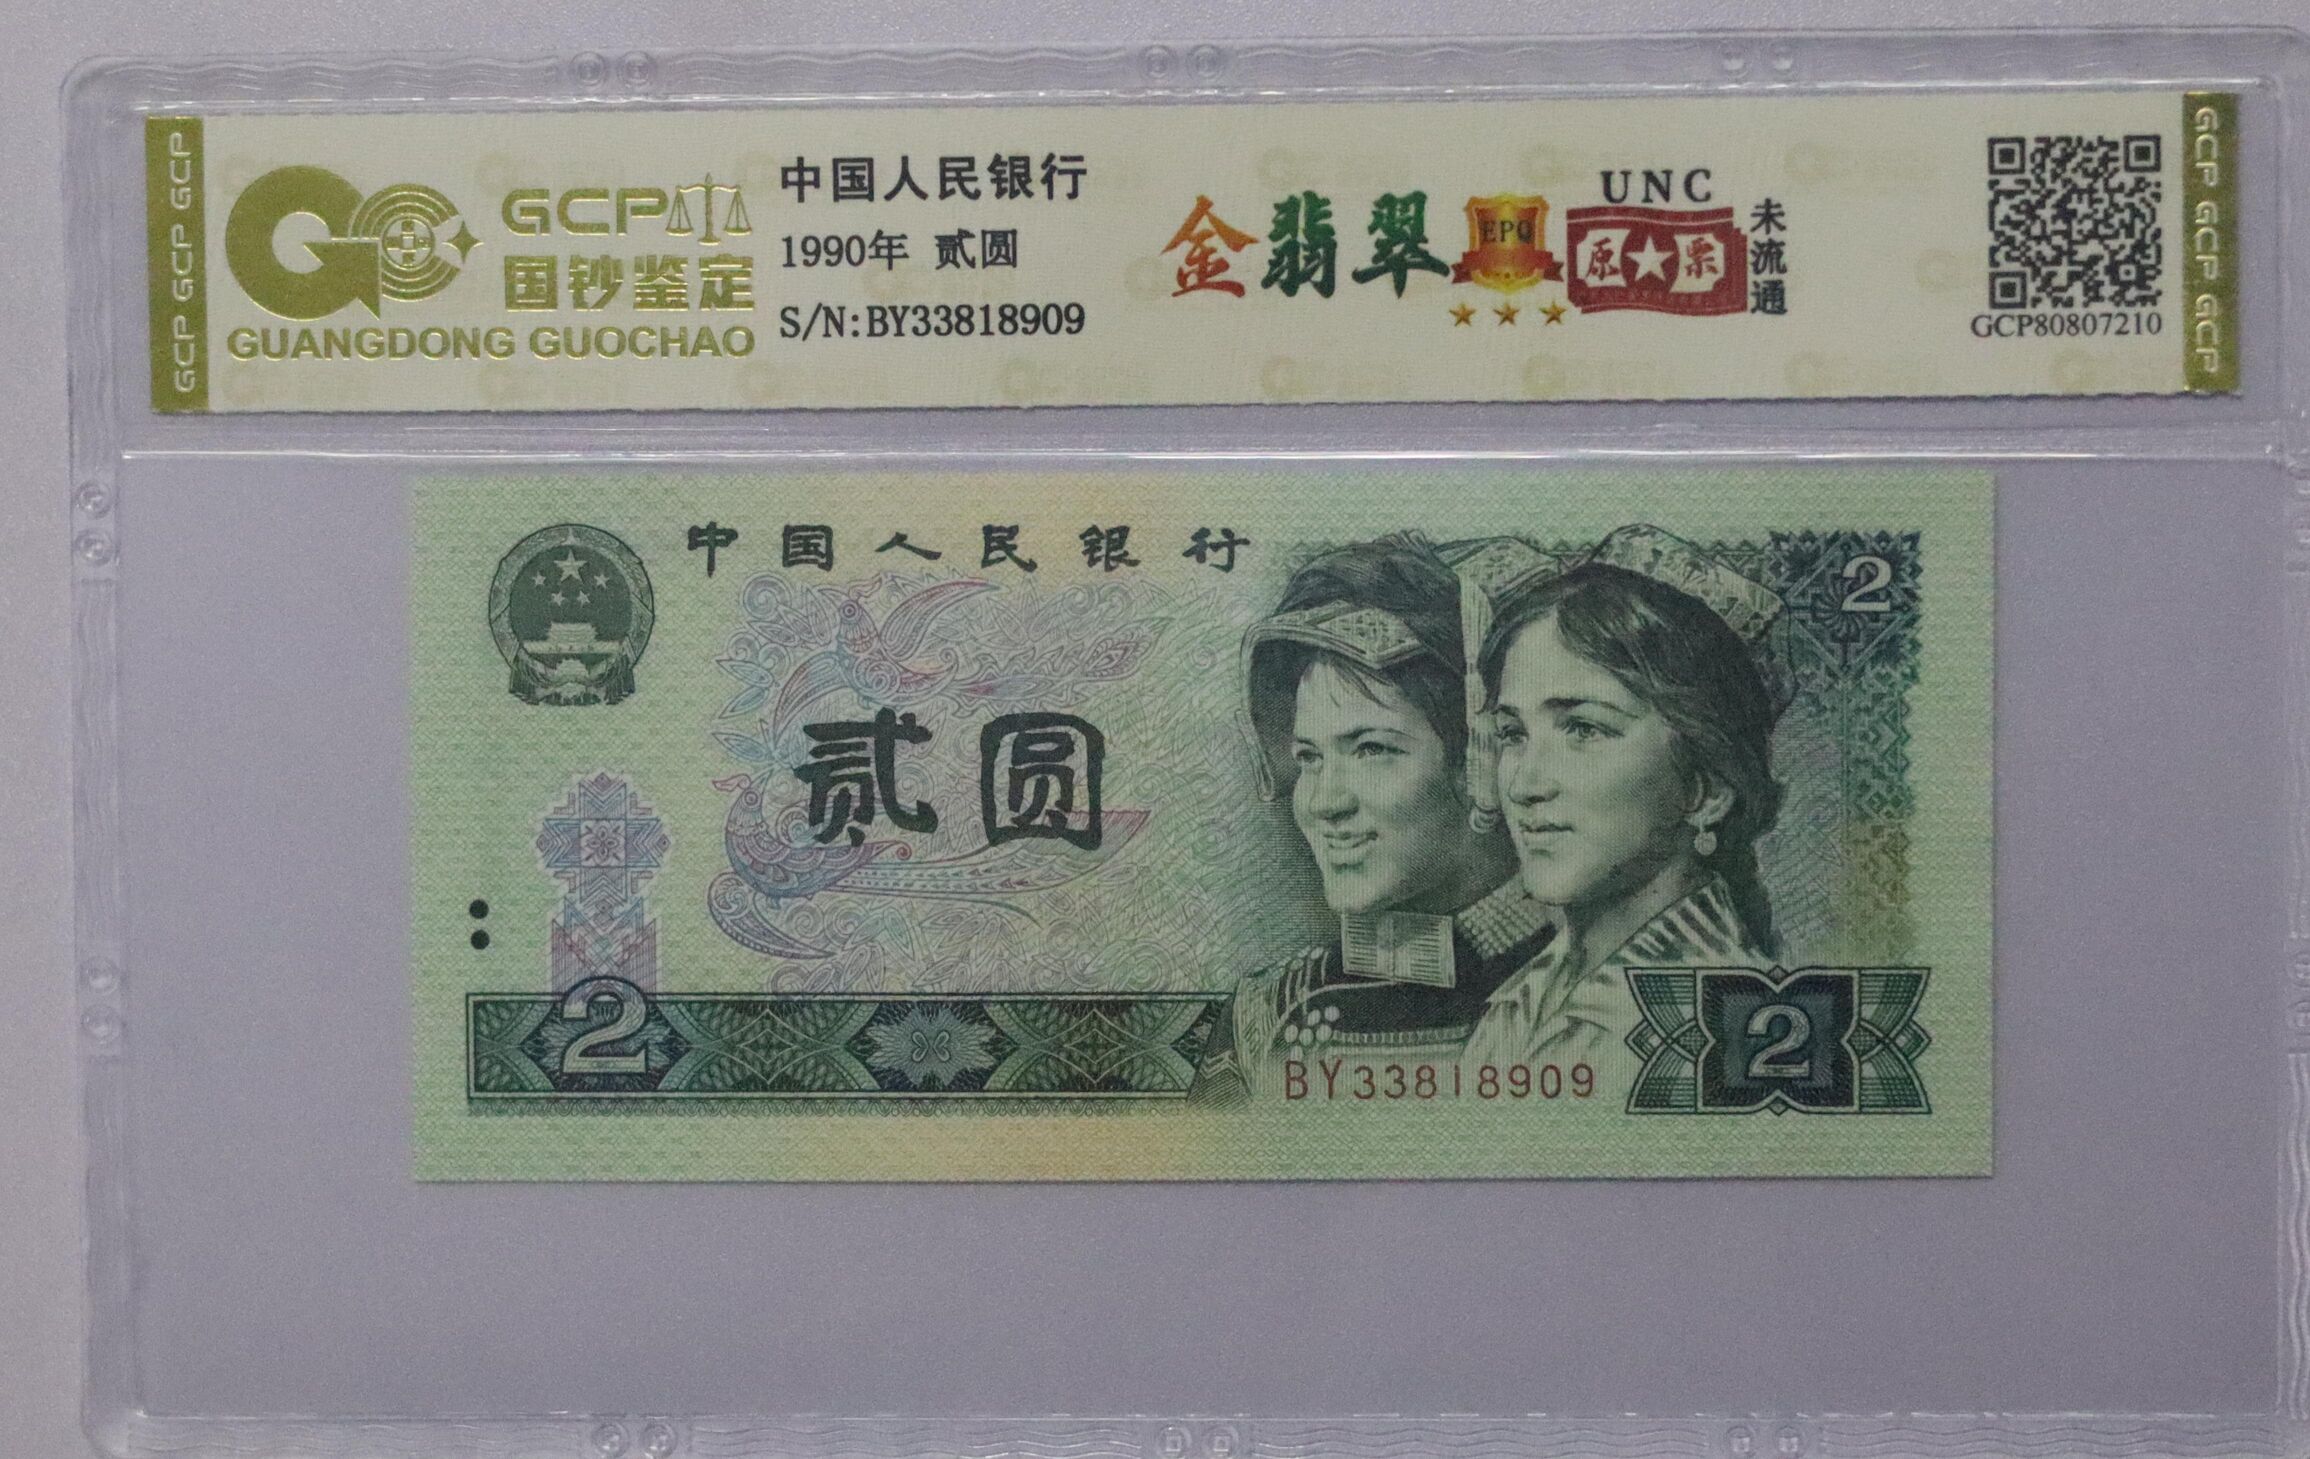 GCP GCP GCP
GCP
国钞鉴定
GUANGDONG GUOCHAO
中国人民银行
1990年 贰圆
S/N:BY33818909
金翡翠
EPQ
UNC
原票
未流通
GCP80807210
GCP GCP GCP
中国人民银行
2
贰圆
2
BY33818909
2